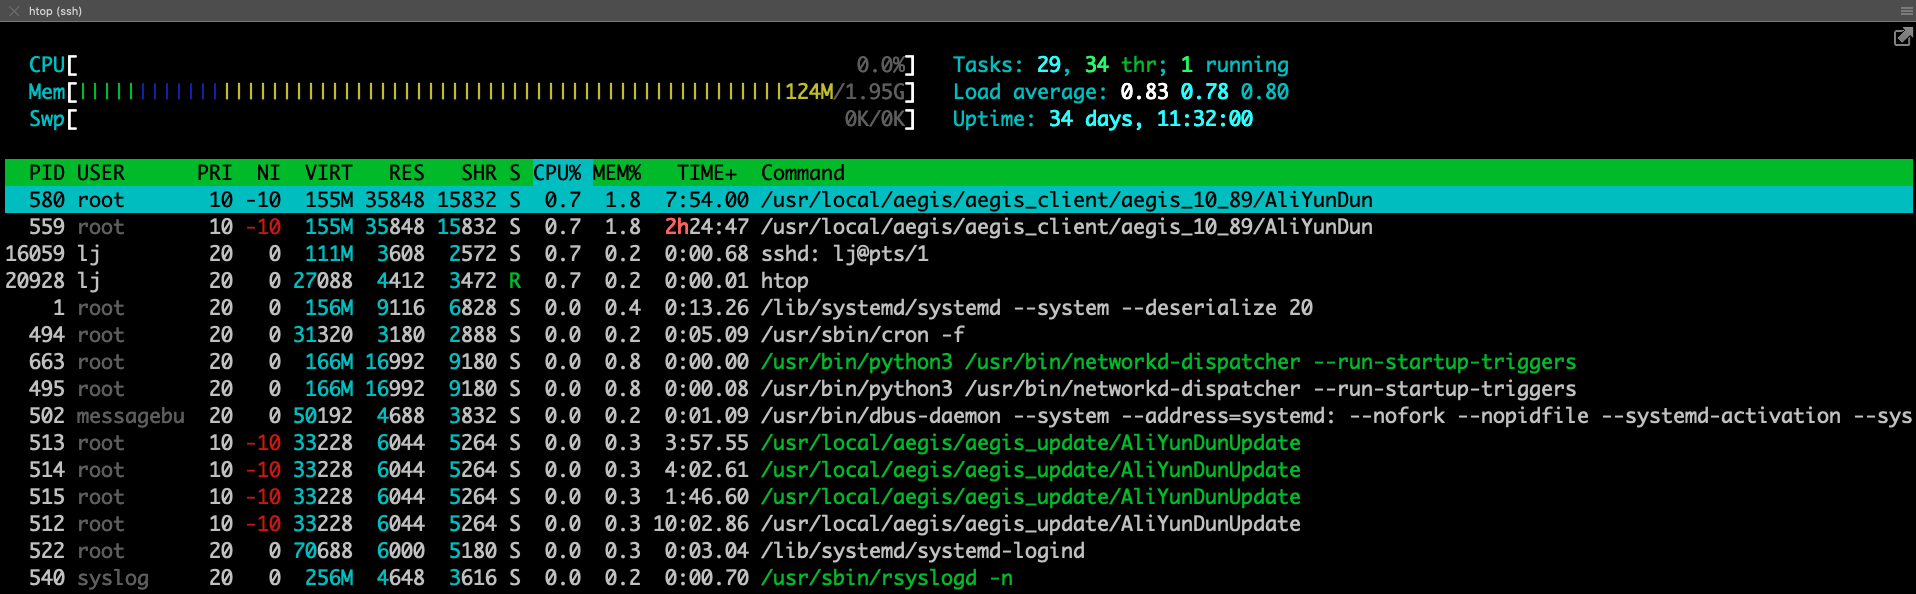 htop (ssh)
CPU[ 0.0%] Tasks: 29, 34 thr; 1 running
Mem[||||||||||||||||||||||||||||||||||||||||||||||||||||||||||124M/1.95G] Load average: 0.83 0.78 0.80
Swp[ 0K/0K] Uptime: 34 days, 11:32:00
PID USER PRI NI VIRT RES SHR S CPU% MEM% TIME+ Command
580 root 10 -10 155M 35848 15832 S 0.7 1.8 7:54.00 /usr/local/aegis/aegis_client/aegis_10_89/AliYunDun
559 root 10 -10 155M 35848 15832 S 0.7 1.8 2h24:47 /usr/local/aegis/aegis_client/aegis_10_89/AliYunDun
16059 lj 20 0 111M 3608 2572 S 0.7 0.2 0:00.68 sshd: lj@pts/1
20928 lj 20 0 27088 4412 3472 R 0.7 0.2 0:00.01 htop
1 root 20 0 156M 9116 6828 S 0.0 0.4 0:13.26 /lib/systemd/systemd --system --deserialize 20
494 root 20 0 31320 3180 2888 S 0.0 0.2 0:05.09 /usr/sbin/cron -f
663 root 20 0 166M 16992 9180 S 0.0 0.8 0:00.00 /usr/bin/python3 /usr/bin/networkd-dispatcher --run-startup-triggers
495 root 20 0 166M 16992 9180 S 0.0 0.8 0:00.08 /usr/bin/python3 /usr/bin/networkd-dispatcher --run-startup-triggers
502 messagebu 20 0 50192 4688 3832 S 0.0 0.2 0:01.09 /usr/bin/dbus-daemon --system --address=systemd: --nofork --nopidfile --systemd-activation --sys
513 root 10 -10 33228 6044 5264 S 0.0 0.3 3:57.55 /usr/local/aegis/aegis_update/AliYunDunUpdate
514 root 10 -10 33228 6044 5264 S 0.0 0.3 4:02.61 /usr/local/aegis/aegis_update/AliYunDunUpdate
515 root 10 -10 33228 6044 5264 S 0.0 0.3 1:46.60 /usr/local/aegis/aegis_update/AliYunDunUpdate
512 root 10 -10 33228 6044 5264 S 0.0 0.3 10:02.86 /usr/local/aegis/aegis_update/AliYunDunUpdate
522 root 20 0 70688 6000 5180 S 0.0 0.3 0:03.04 /lib/systemd/systemd-logind
540 syslog 20 0 256M 4648 3616 S 0.0 0.2 0:00.70 /usr/sbin/rsyslogd -n